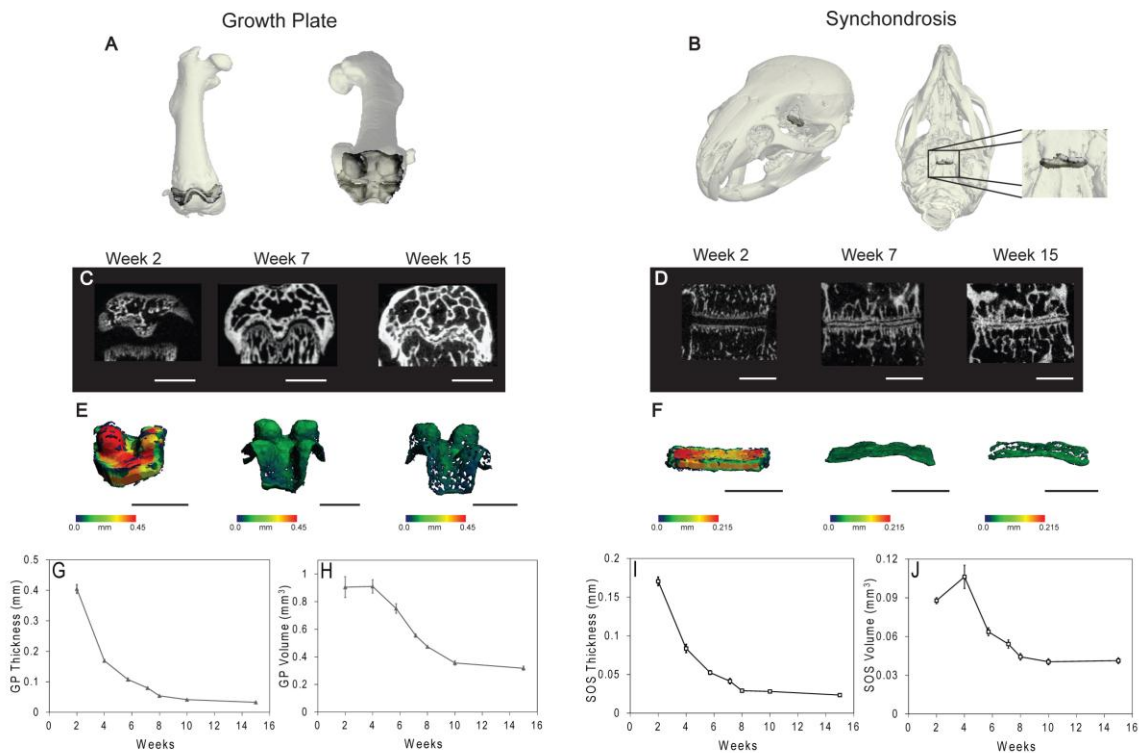 Growth Plate
Synchondrosis
A
B
Week 2 Week 7 Week 15
C
Week 2 Week 7 Week 15
D
E
0.0 mm 0.45 0.0 mm 0.45 0.0 mm 0.45
F
0.0 mm 0.215 0.0 mm 0.215 0.0 mm 0.215
G
GP Thickness (mm)
0.5
0.4
0.3
0.2
0.1
0
0 2 4 6 8 10 12 14 16
Weeks
H
GP Volume (mm³)
1
0.8
0.6
0.4
0.2
0
0 2 4 6 8 10 12 14 16
Weeks
I
SOS Thickness (mm)
0.2
0.15
0.1
0.05
0
0 2 4 6 8 10 12 14 16
Weeks
J
SOS Volume (mm³)
0.12
0.09
0.06
0.03
0
0 2 4 6 8 10 12 14 16
Weeks